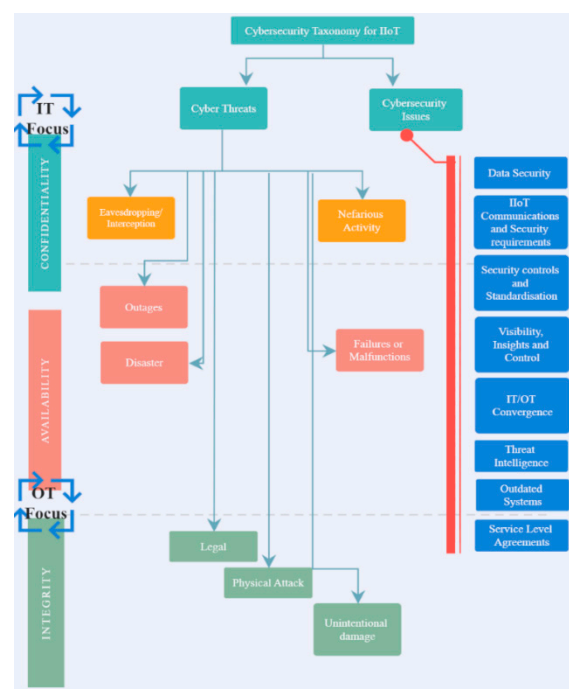 Cybersecurity Taxonomy for IIoT
Cyber Threats
Cybersecurity
Issues
IT
Focus
CONFIDENTIALITY
Eavesdropping/
Interception
Nefarious
Activity
Outages
Disaster
Failures or
Malfunctions
AVAILABILITY
OT
Focus
Legal
Physical Attack
Unintentional
damage
INTEGRITY
Data Security
IIoT
Communications
and Security
requirements
Security controls
and
Standardisation
Visibility,
Insights and
Control
IT/OT
Convergence
Threat
Intelligence
Outdated
Systems
Service Level
Agreements